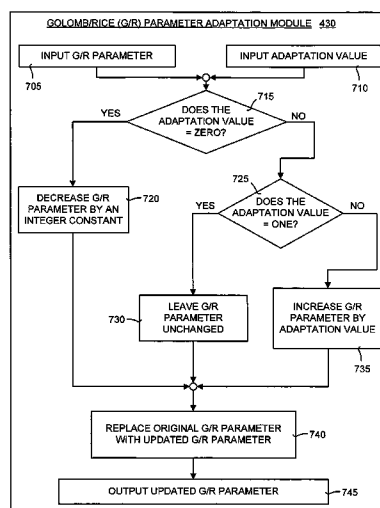 GOLOMB/RICE (G/R) PARAMETER ADAPTATION MODULE 430
INPUT G/R PARAMETER
705
INPUT ADAPTATION VALUE
710
715
DOES THE
ADAPTATION VALUE
= ZERO?
YES
NO
DECREASE G/R
PARAMETER BY AN
INTEGER CONSTANT
720
725
DOES THE
ADAPTATION VALUE
= ONE?
YES
NO
730
LEAVE G/R
PARAMETER
UNCHANGED
INCREASE G/R
PARAMETER BY
ADAPTATION VALUE
735
REPLACE ORIGINAL G/R PARAMETER
WITH UPDATED G/R PARAMETER
740
OUTPUT UPDATED G/R PARAMETER
745